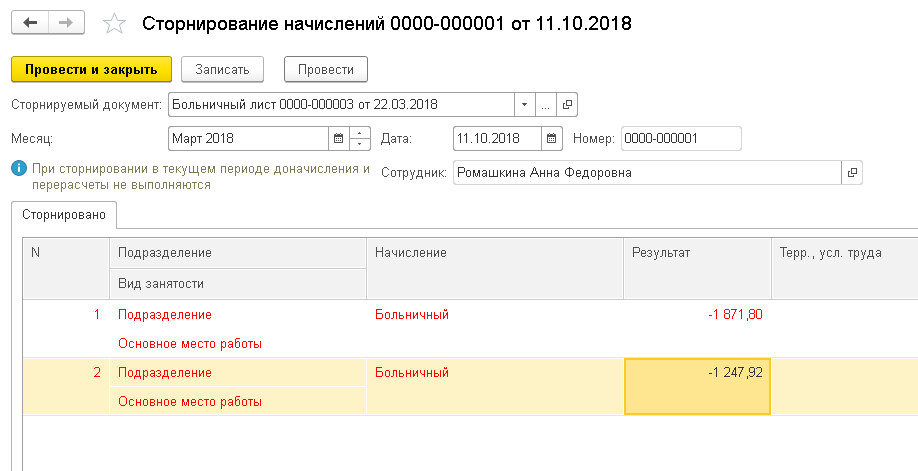 Сторнирование начислений 0000-000001 от 11.10.2018
Провести и закрыть Записать Провести
Сторнируемый документ: Больничный лист 0000-000003 от 22.03.2018 ...
Месяц: Март 2018 Дата: 11.10.2018 Номер: 0000-000001
При сторнировании в текущем периоде доначисления и
перерасчеты не выполняются
Сотрудник: Ромашкина Анна Федоровна
Сторнировано
N Подразделение Начисление Результат Терр., усл. труда
Вид занятости
1 Подразделение Больничный -1 871,80
Основное место работы
2 Подразделение Больничный -1 247,92
Основное место работы